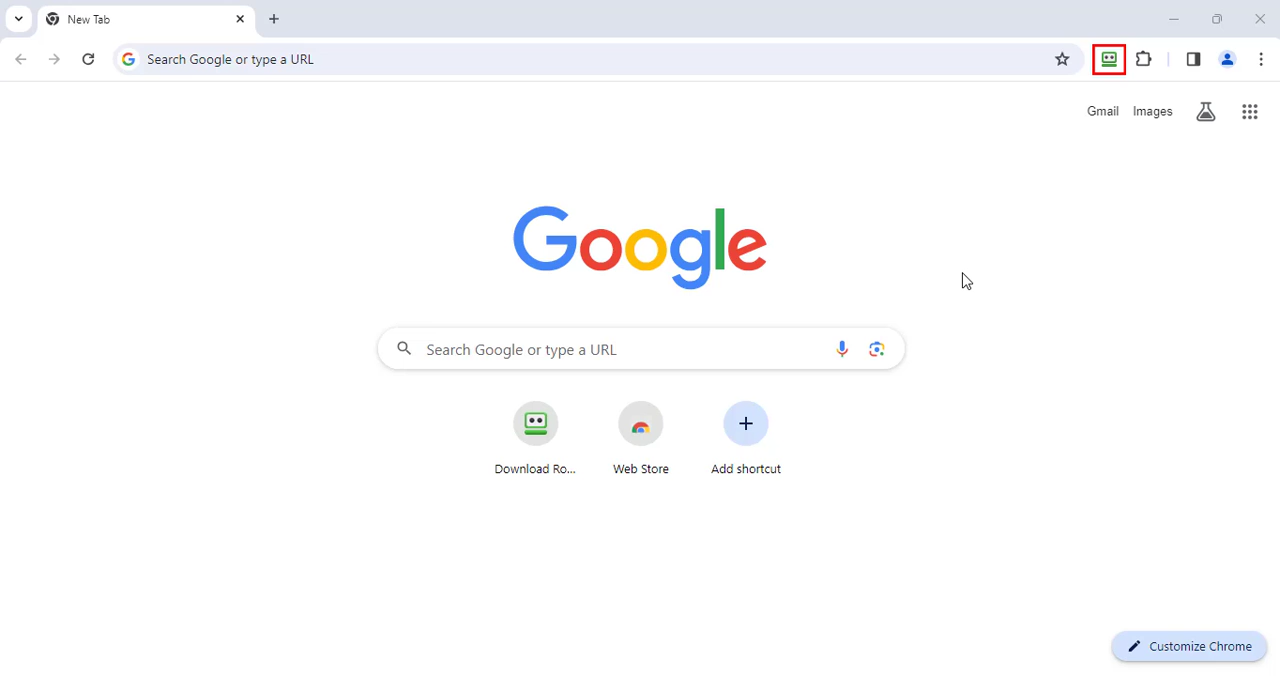 New Tab
Search Google or type a URL
Gmail Images
Google
Search Google or type a URL
Download Ro... Web Store Add shortcut
Customize Chrome